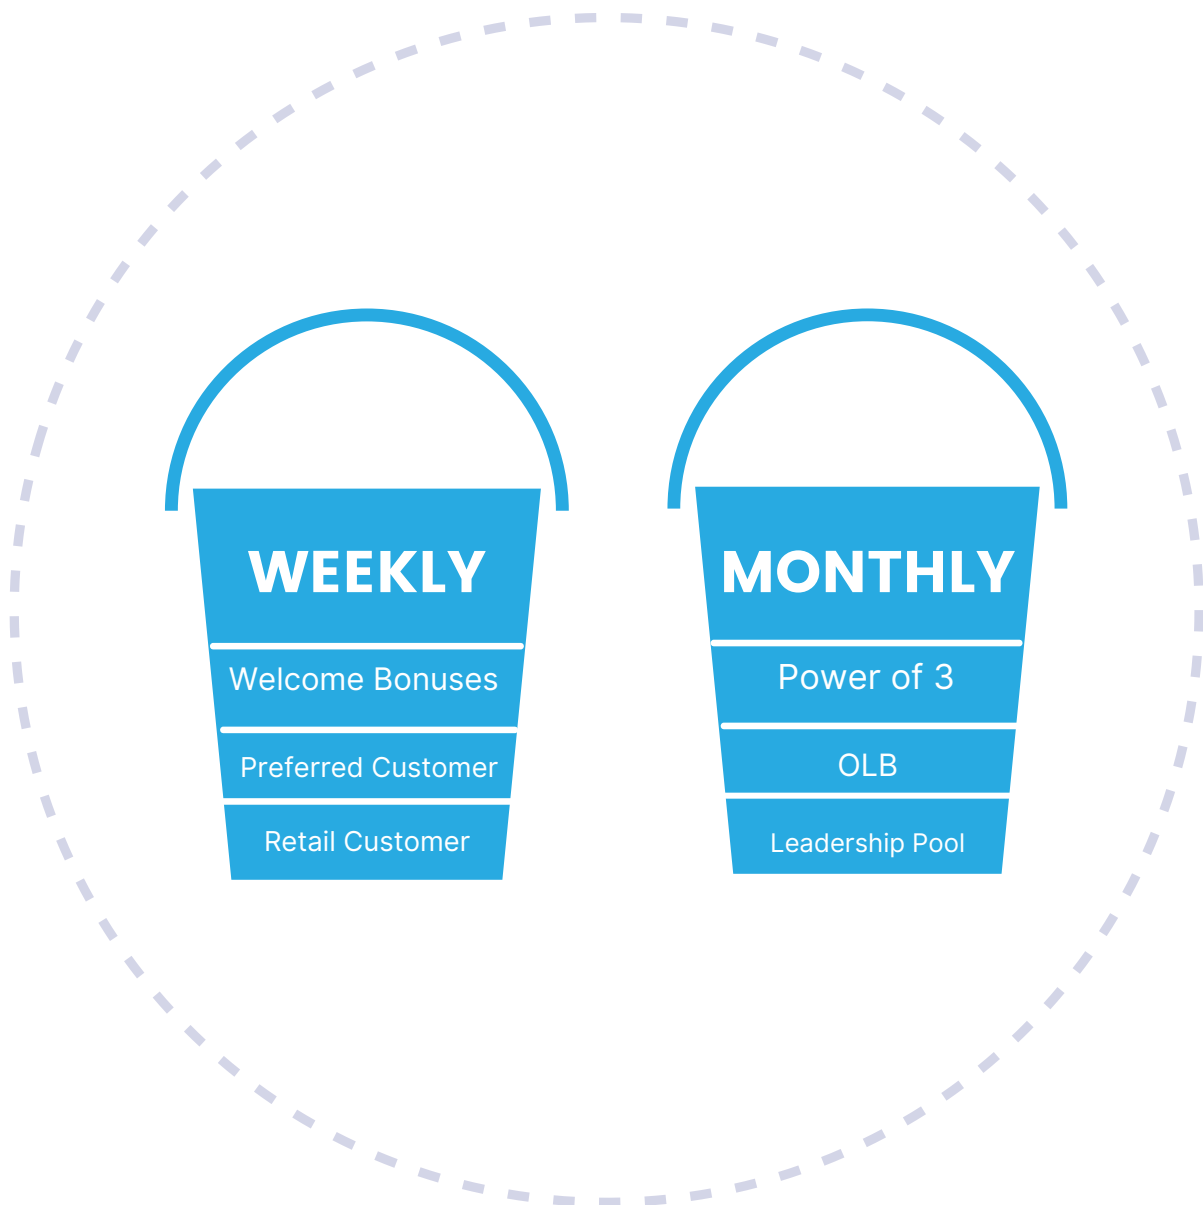 WEEKLY
Welcome Bonuses
Preferred Customer
Retail Customer
MONTHLY
Power of 3
OLB
Leadership Pool